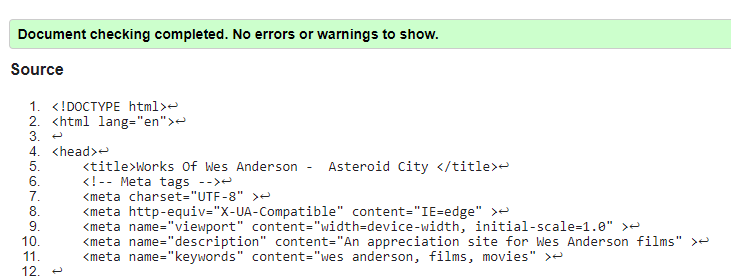 Document checking completed. No errors or warnings to show.
Source
1. <!DOCTYPE html>↩
2. <html lang="en">↩
3. ↩
4. <head>↩
5.     <title>Works Of Wes Anderson -  Asteroid City </title>↩
6.     <!-- Meta tags -->↩
7.     <meta charset="UTF-8" >↩
8.     <meta http-equiv="X-UA-Compatible" content="IE=edge" >↩
9.     <meta name="viewport" content="width=device-width, initial-scale=1.0" >↩
10.     <meta name="description" content="An appreciation site for Wes Anderson films" >↩
11.     <meta name="keywords" content="wes anderson, films, movies" >↩
12. ↩